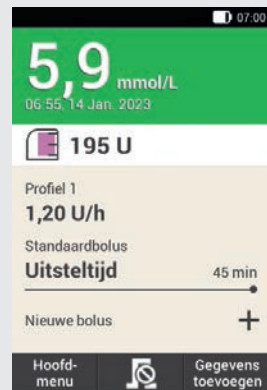 07:00
5,9 mmol/L
06:55, 14 Jan. 2023
195 U
Profiel 1
1,20 U/h
Standaardbolus
Uitsteltijd 45 min
Nieuwe bolus +
Hoofd-
menu
Gegevens
toevoegen